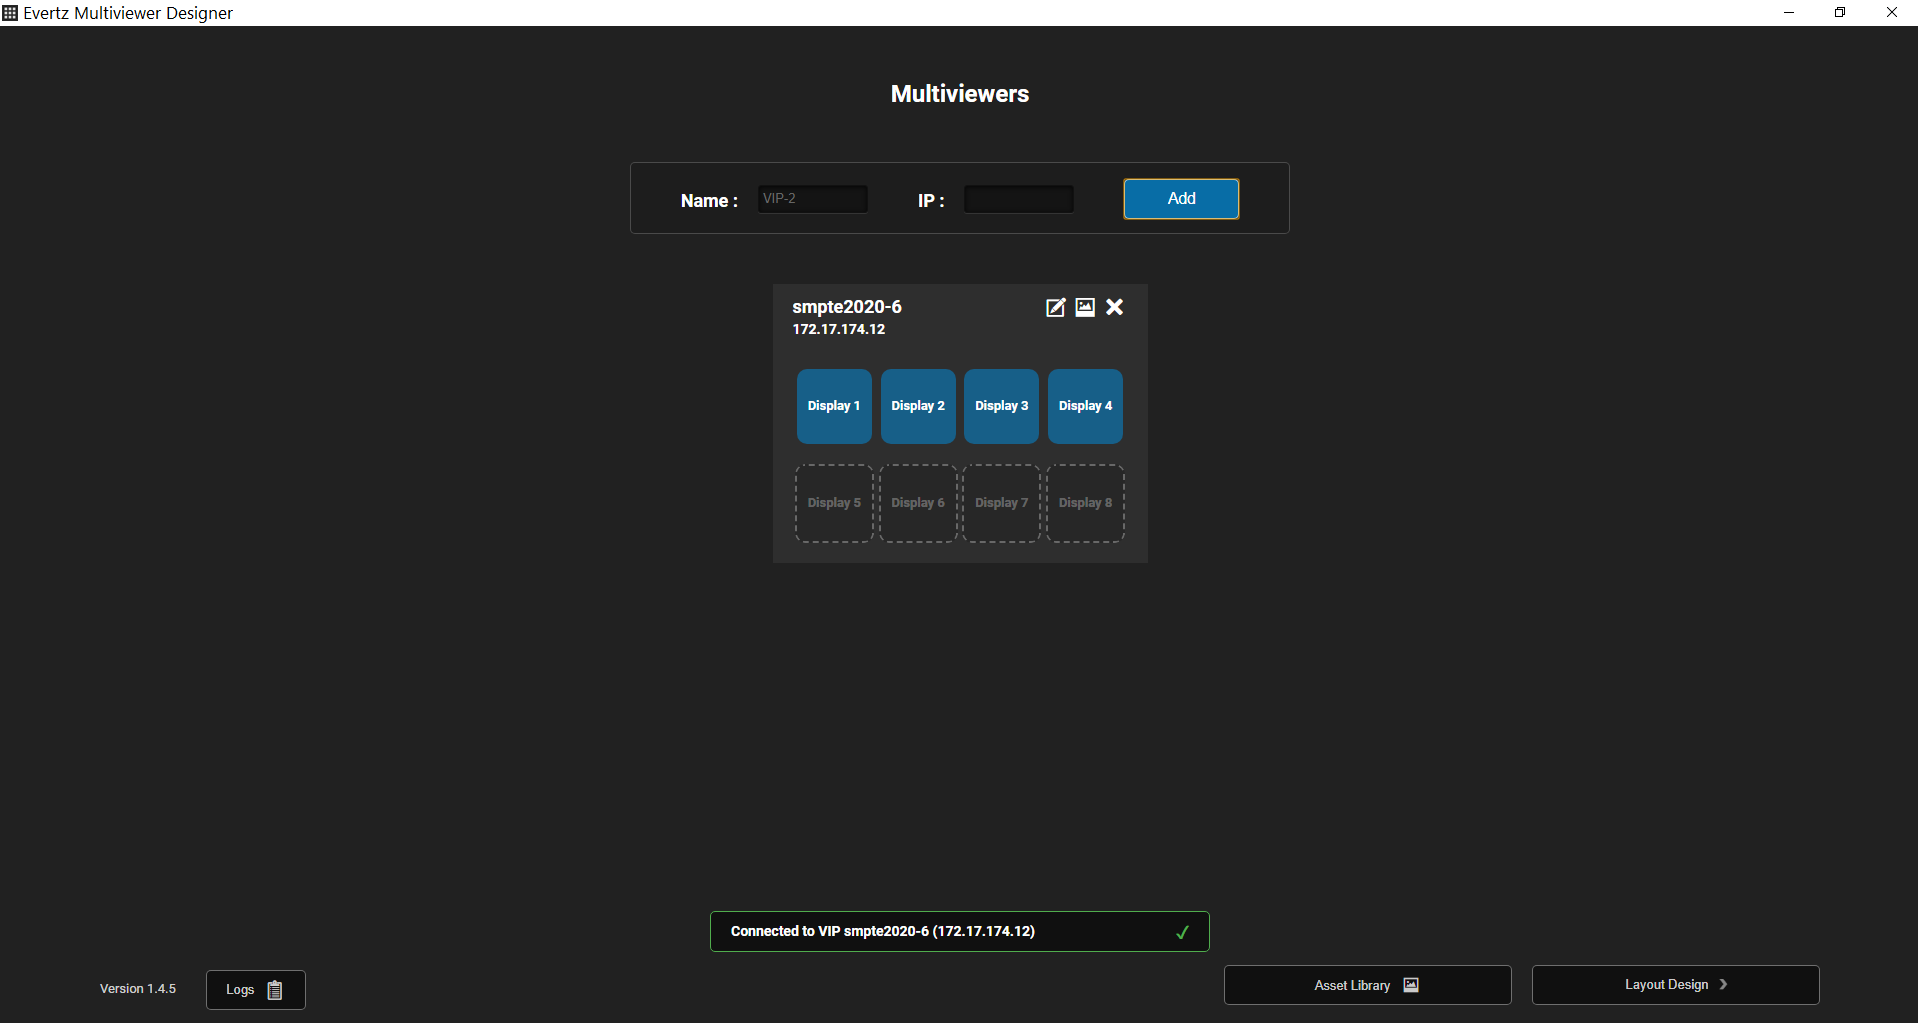 Evertz Multiviewer Designer
Multiviewers
Name : VIP-2 IP : Add
smpte2020-6
172.17.174.12
Display 1 Display 2 Display 3 Display 4
Display 5 Display 6 Display 7 Display 8
Connected to VIP smpte2020-6 (172.17.174.12)
Version 1.4.5 Logs Asset Library Layout Design